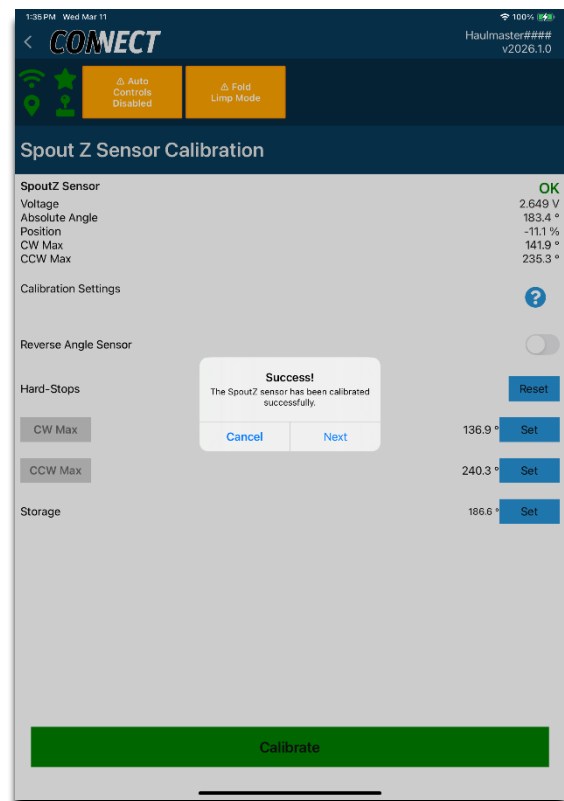 1:35 PM Wed Mar 11
100%
CONNECT
Haulmaster####
v2026.1.0
⚠ Auto
Controls
Disabled
⚠ Fold
Limp Mode
Spout Z Sensor Calibration
SpoutZ Sensor OK
Voltage 2.649 V
Absolute Angle 183.4 °
Position -11.1 %
CW Max 141.9 °
CCW Max 235.3 °
Calibration Settings ?
Reverse Angle Sensor
Success!
The SpoutZ sensor has been calibrated
successfully.
Cancel Next
Hard-Stops Reset
CW Max 136.9 ° Set
CCW Max 240.3 ° Set
Storage 186.6 ° Set
Calibrate